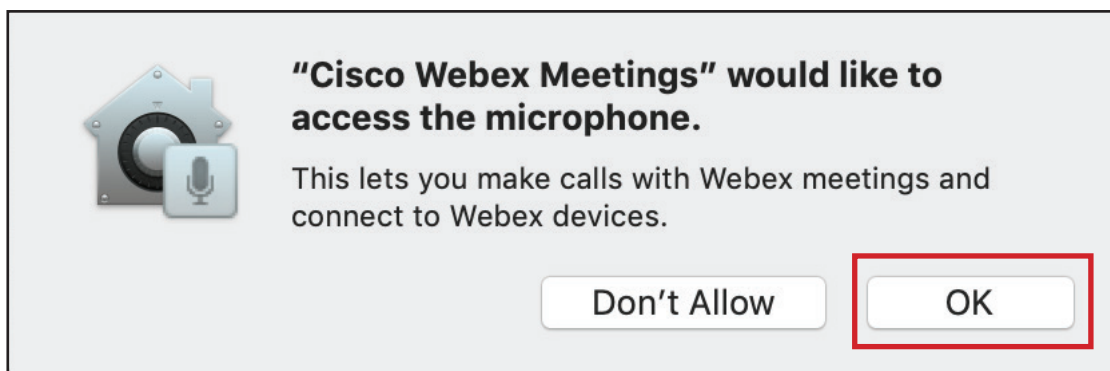 “Cisco Webex Meetings” would like to
access the microphone.
This lets you make calls with Webex meetings and
connect to Webex devices.
Don’t Allow
OK